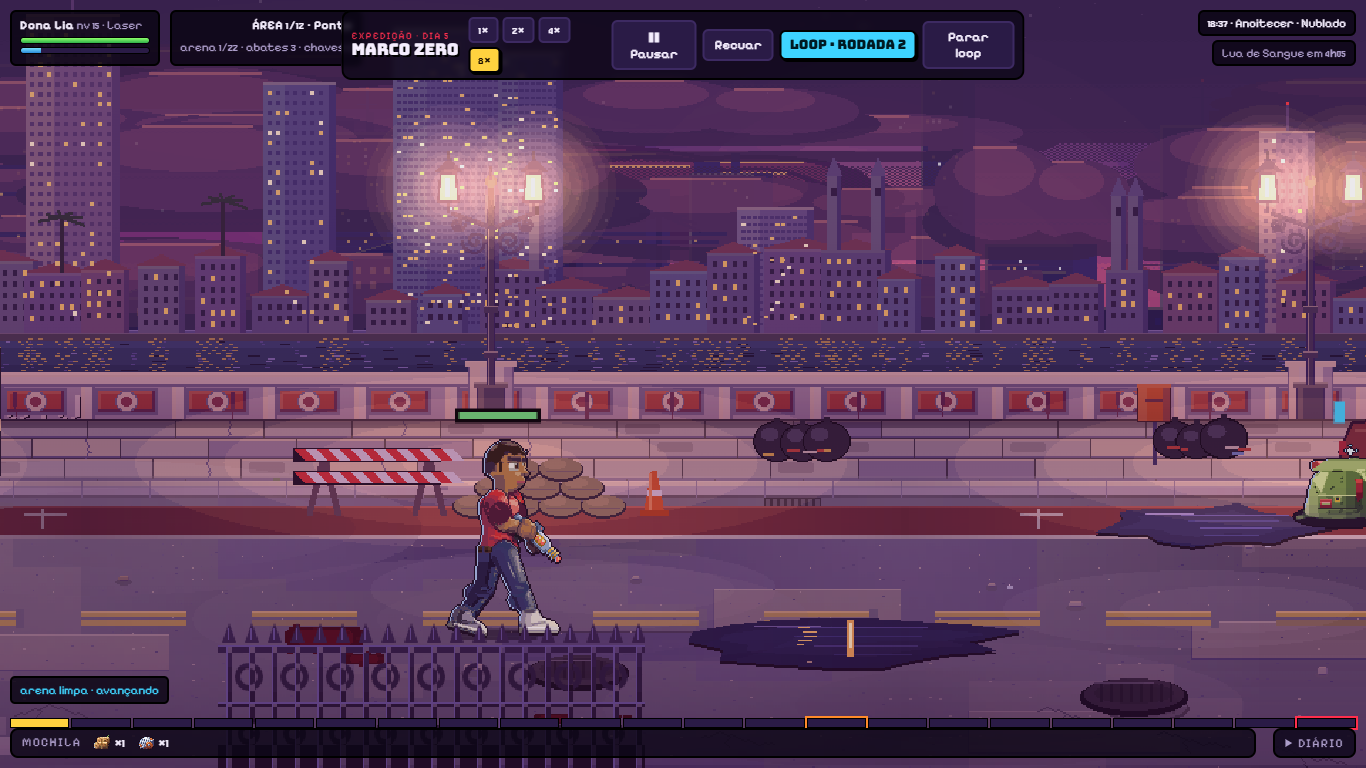 Dona Lia nv 15 · Laser
ÁREA 1/12 · Pont
arena 1/22 · abates 3 · chaves
EXPEDIÇÃO · DIA 5
MARCO ZERO
1×
2×
4×
8×
Pausar
Recuar
LOOP · RODADA 2
Parar
loop
18:37 · Anoitecer · Nublado
Lua de Sangue em 4h05
arena limpa · avançando
MOCHILA
×1
×1
▶ DIÁRIO